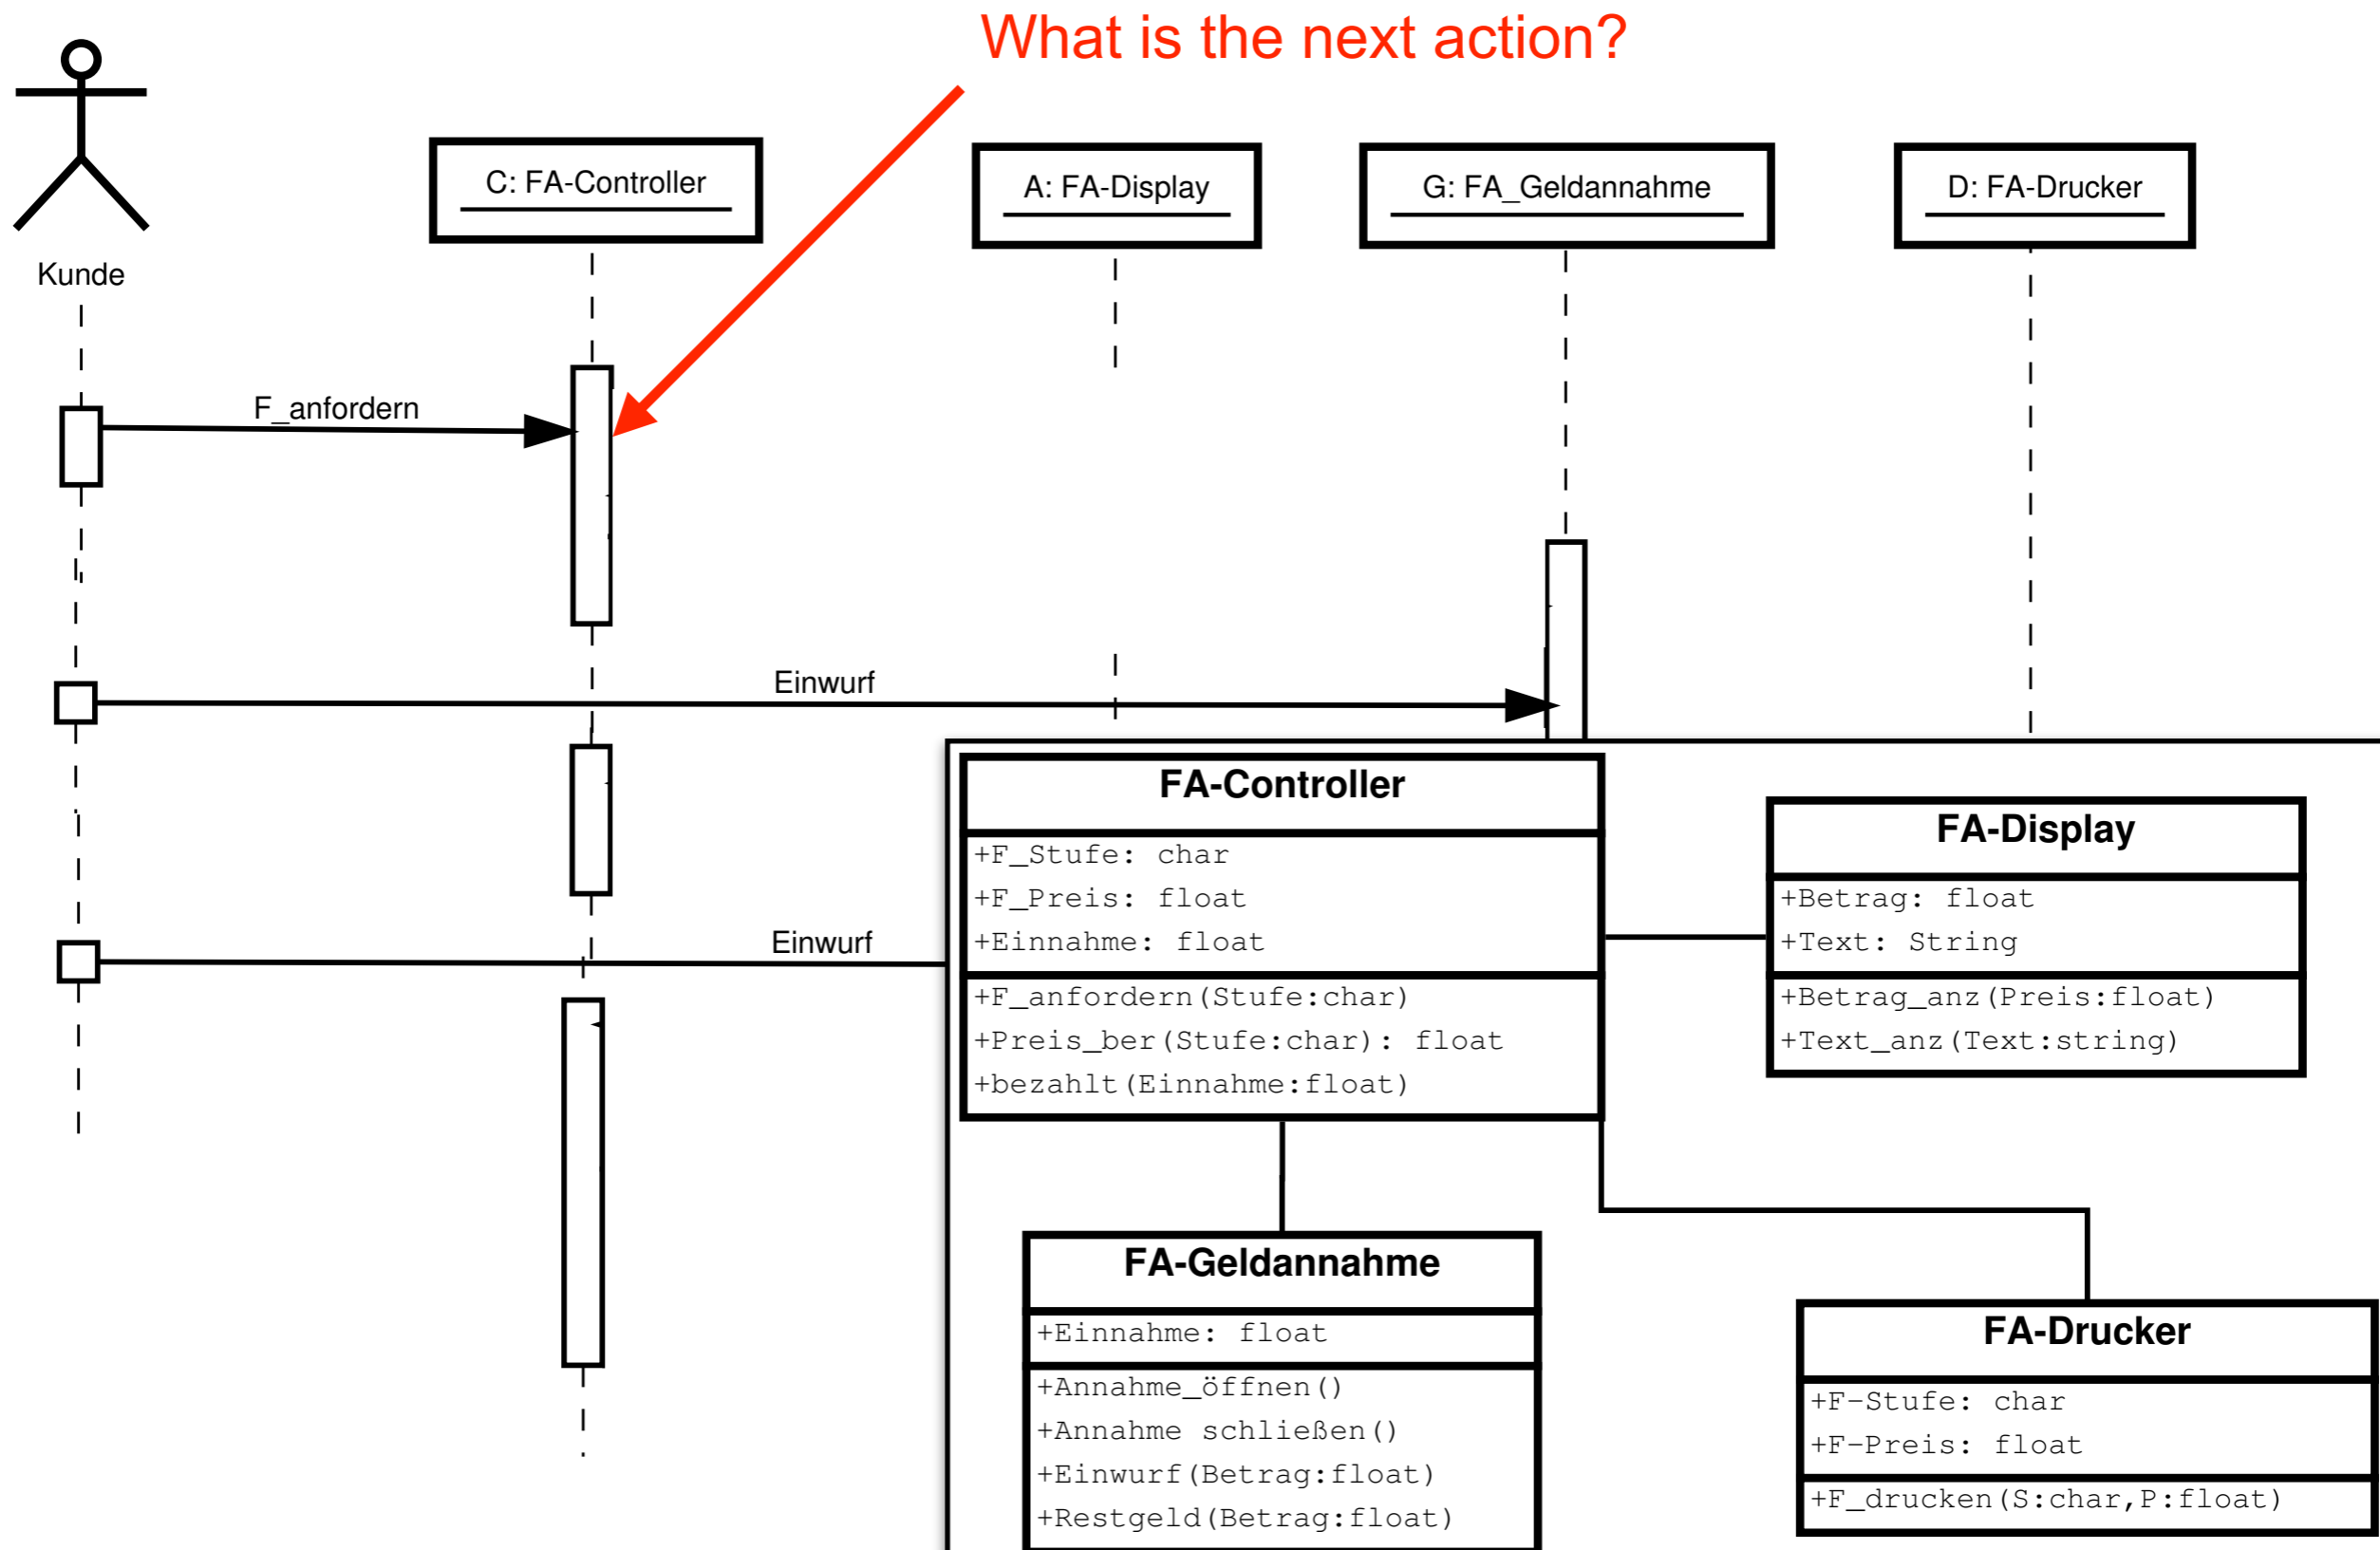 What is the next action?
C: FA-Controller
A: FA-Display
G: FA_Geldannahme
D: FA-Drucker
Kunde
F_anfordern
Einwurf
Einwurf
FA-Controller
+F_Stufe: char
+F_Preis: float
+Einnahme: float
+F_anfordern(Stufe:char)
+Preis_ber(Stufe:char): float
+bezahlt(Einnahme:float)
FA-Display
+Betrag: float
+Text: String
+Betrag_anz(Preis:float)
+Text_anz(Text:string)
FA-Geldannahme
+Einnahme: float
+Annahme_öffnen()
+Annahme schließen()
+Einwurf(Betrag:float)
+Restgeld(Betrag:float)
FA-Drucker
+F-Stufe: char
+F-Preis: float
+F_drucken(S:char,P:float)